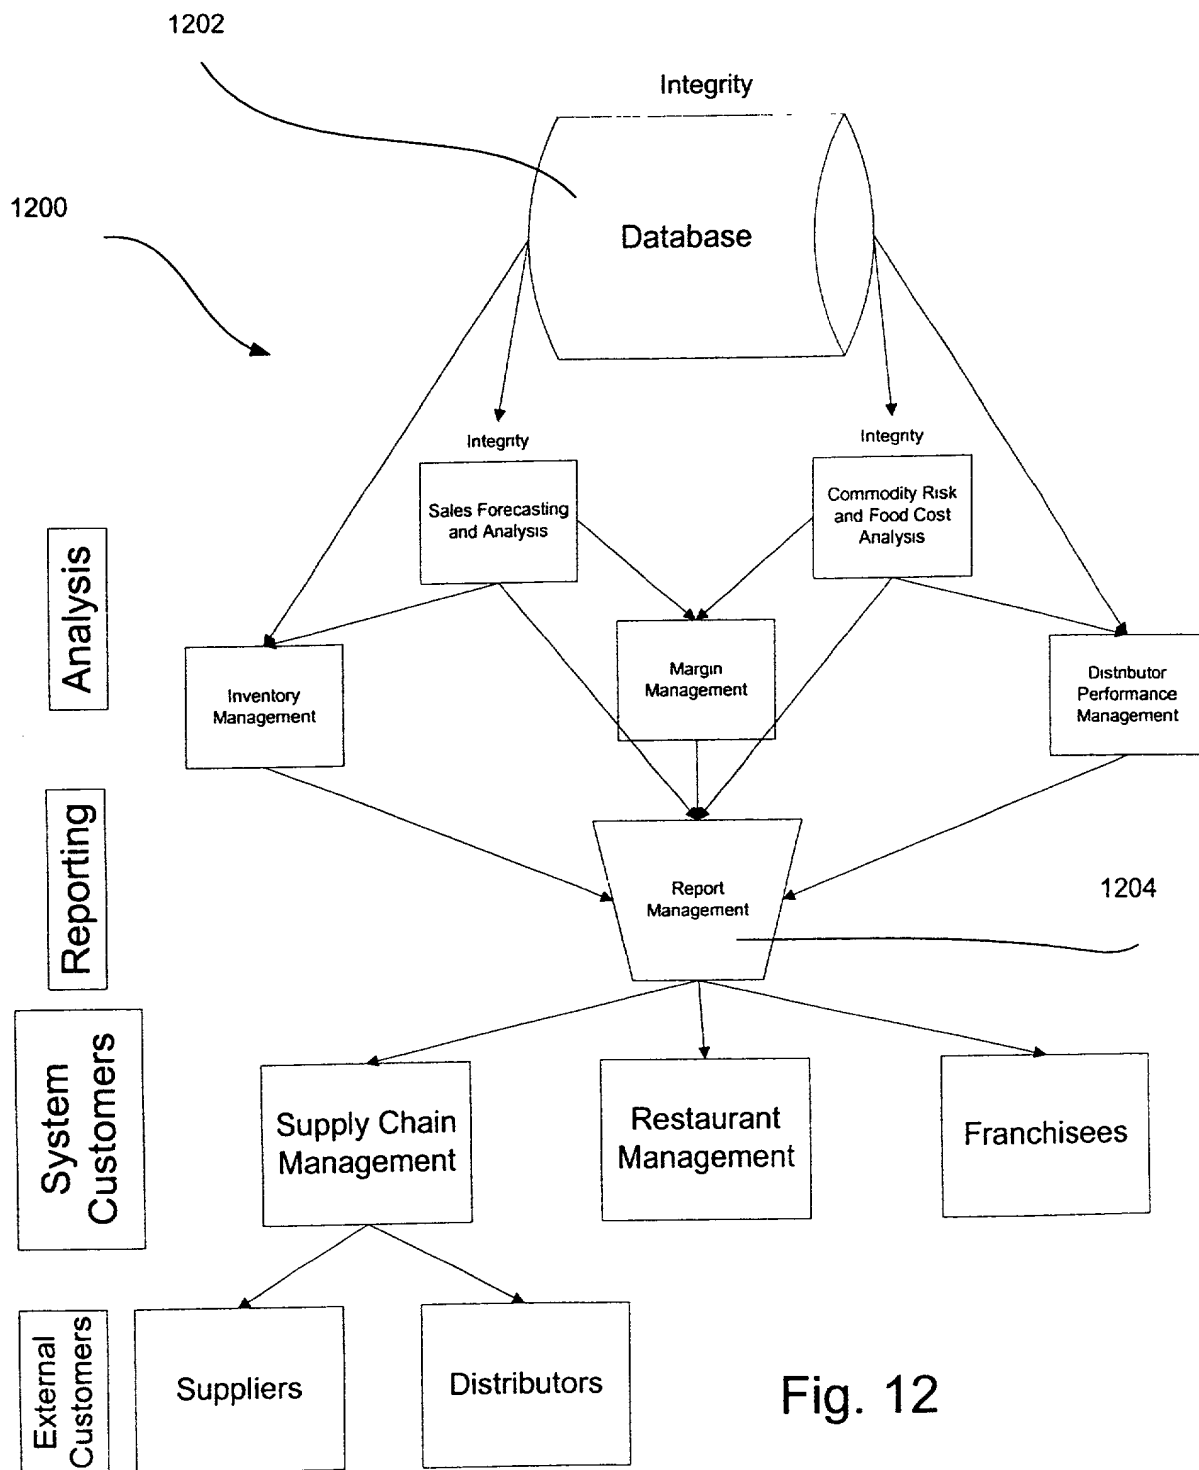 1202
Integrity
1200
Database
Integrity
Integrity
Sales Forecasting
and Analysis
Commodity Risk
and Food Cost
Analysis
Analysis
Inventory
Management
Margin
Management
Distributor
Performance
Management
Reporting
Report
Management
1204
System
Customers
Supply Chain
Management
Restaurant
Management
Franchisees
External
Customers
Suppliers
Distributors
Fig. 12